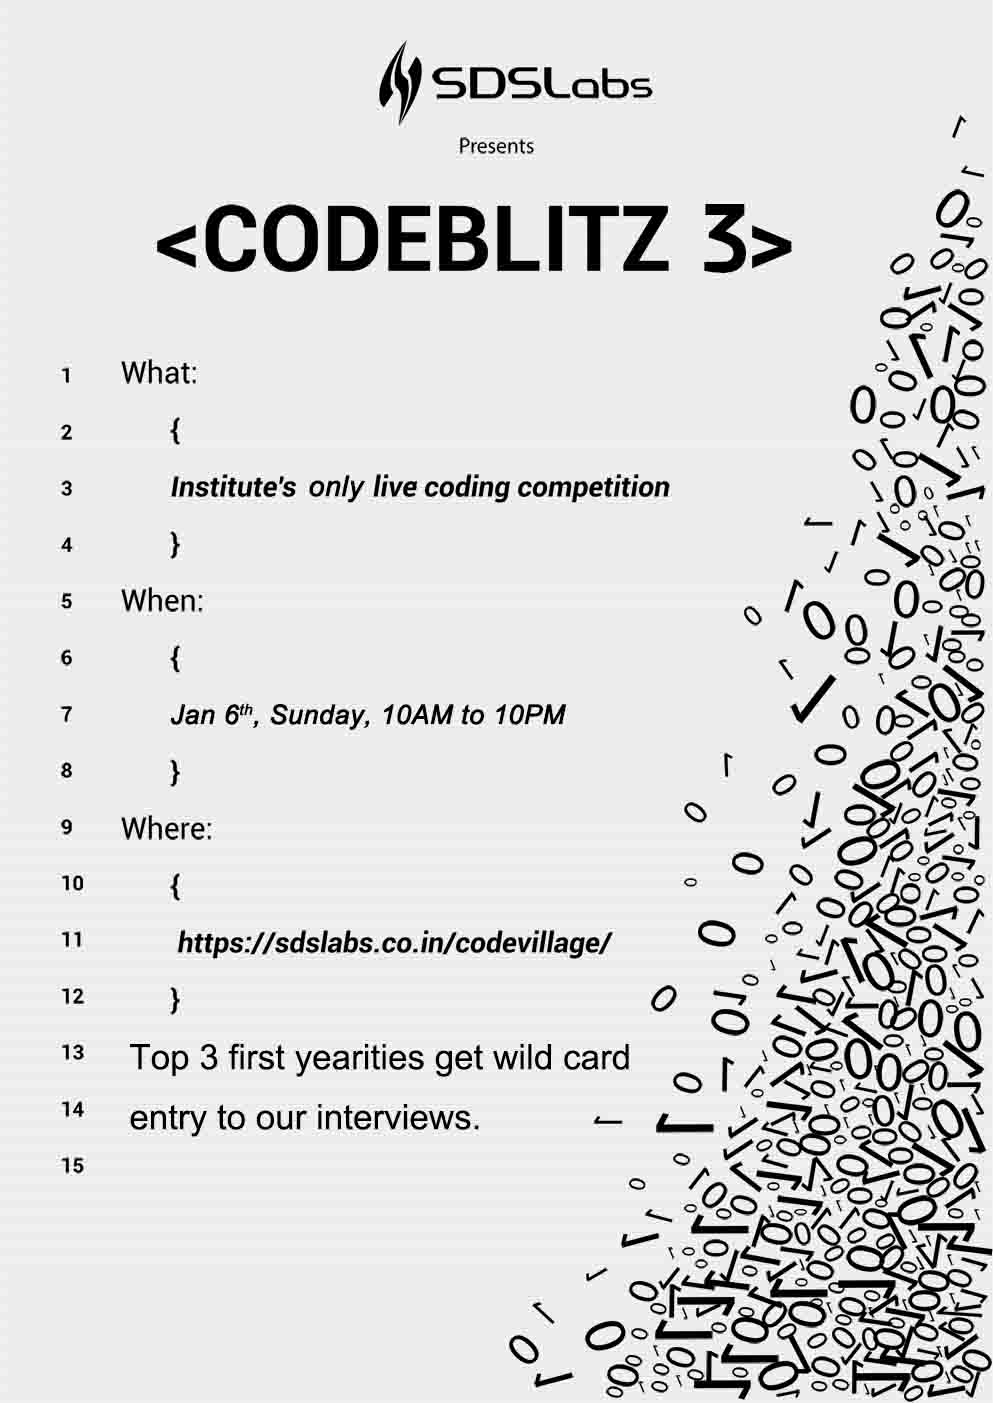 SDSLabs
Presents
<CODEBLITZ 3>
1 What:
2 {
3 Institute's only live coding competition
4 }
5 When:
6 {
7 Jan 6th, Sunday, 10AM to 10PM
8 }
9 Where:
10 {
11 https://sdslabs.co.in/codevillage/
12 }
13 Top 3 first yearities get wild card
14 entry to our interviews.
15